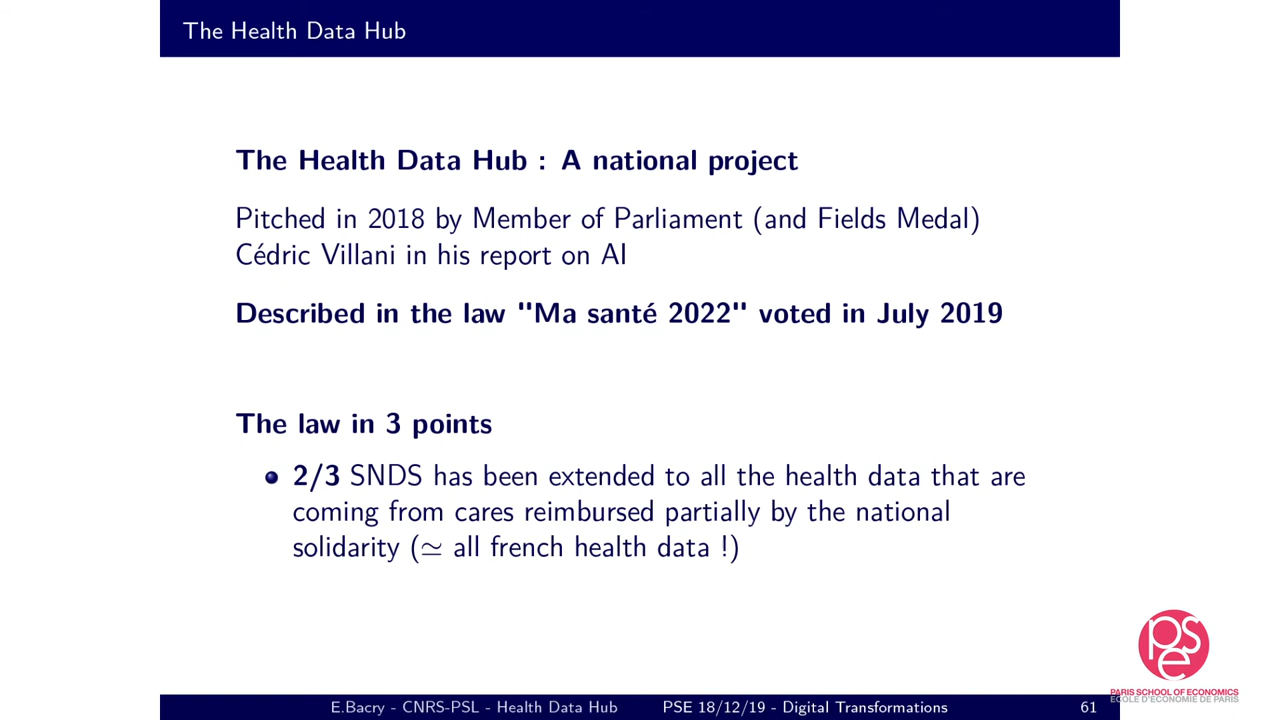 The Health Data Hub
The Health Data Hub : A national project
Pitched in 2018 by Member of Parliament (and Fields Medal)
Cédric Villani in his report on AI
Described in the law "Ma santé 2022" voted in July 2019
The law in 3 points
2/3 SNDS has been extended to all the health data that are
coming from cares reimbursed partially by the national
solidarity (≃ all french health data !)
pse
PARIS SCHOOL OF ECONOMICS
ECOLE D'ECONOMIE DE PARIS
E.Bacry - CNRS-PSL - Health Data Hub PSE 18/12/19 - Digital Transformations 61